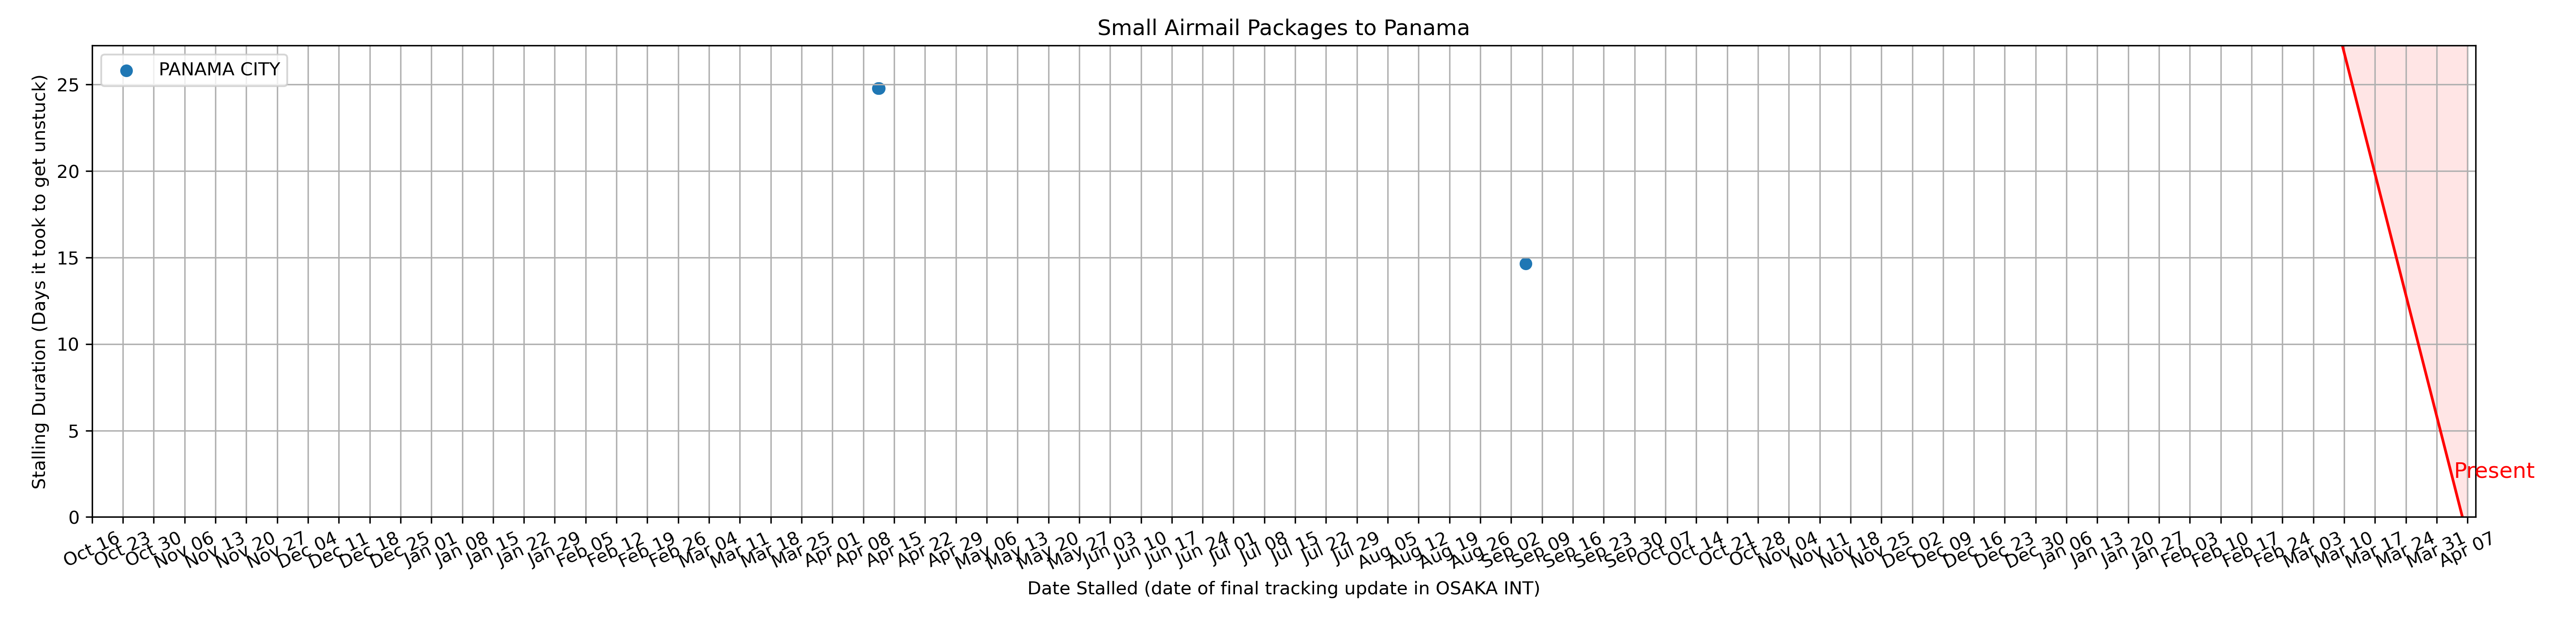 Small Airmail Packages to Panama
PANAMA CITY
Stalling Duration (Days it took to get unstuck)
25
20
15
10
5
0
Present
Oct 16 Oct 23 Oct 30 Nov 06 Nov 13 Nov 20 Nov 27 Dec 04 Dec 11 Dec 18 Dec 25 Jan 01 Jan 08 Jan 15 Jan 22 Jan 29 Feb 05 Feb 12 Feb 19 Feb 26 Mar 04 Mar 11 Mar 18 Mar 25 Apr 01 Apr 08 Apr 15 Apr 22 Apr 29 May 06 May 13 May 20 May 27 Jun 03 Jun 10 Jun 17 Jun 24 Jul 01 Jul 08 Jul 15 Jul 22 Jul 29 Aug 05 Aug 12 Aug 19 Aug 26 Sep 02 Sep 09 Sep 16 Sep 23 Sep 30 Oct 07 Oct 14 Oct 21 Oct 28 Nov 04 Nov 11 Nov 18 Nov 25 Dec 02 Dec 09 Dec 16 Dec 23 Dec 30 Jan 06 Jan 13 Jan 20 Jan 27 Feb 03 Feb 10 Feb 17 Feb 24 Mar 03 Mar 10 Mar 17 Mar 24 Mar 31 Apr 07
Date Stalled (date of final tracking update in OSAKA INT)